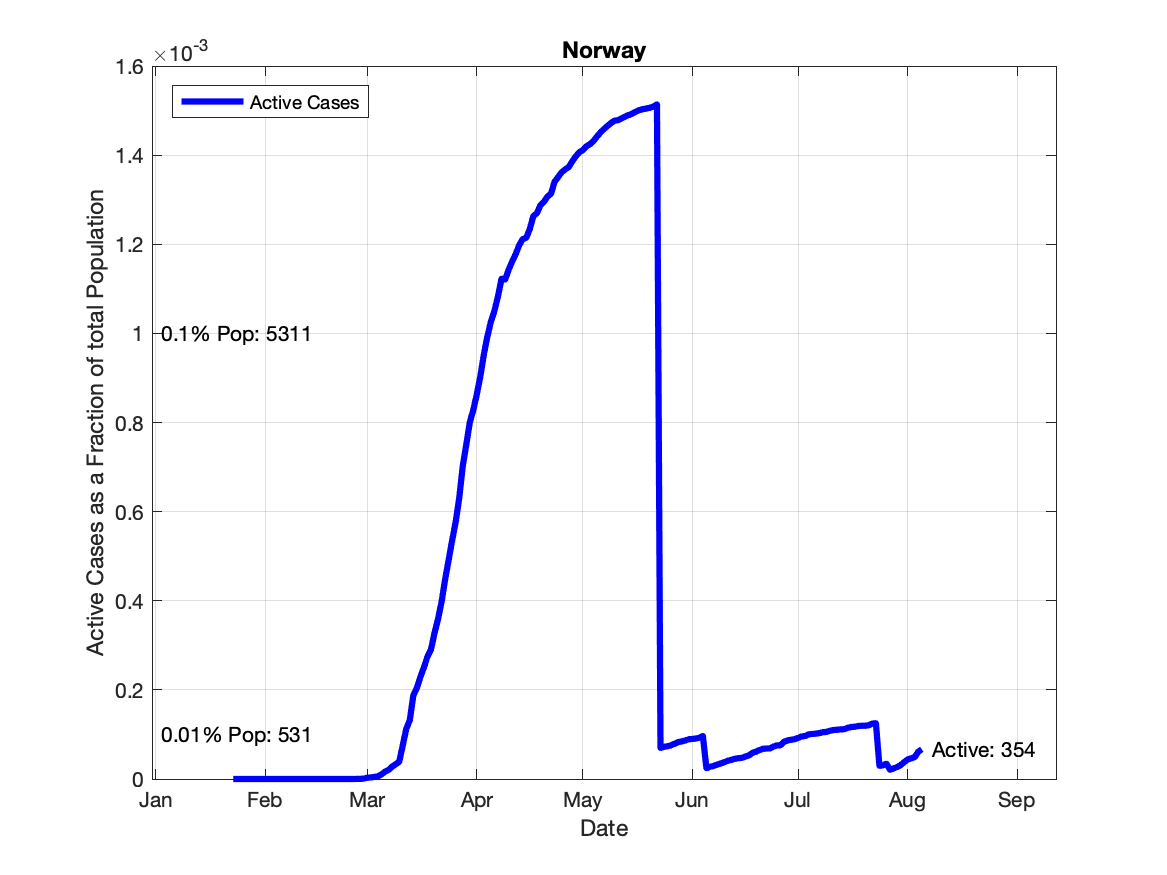 Norway
×10-3
1.6
1.4
1.2
1
0.8
0.6
0.4
0.2
0
Active Cases
0.1% Pop: 5311
0.01% Pop: 531
Active: 354
Active Cases as a Fraction of total Population
Jan Feb Mar Apr May Jun Jul Aug Sep
Date